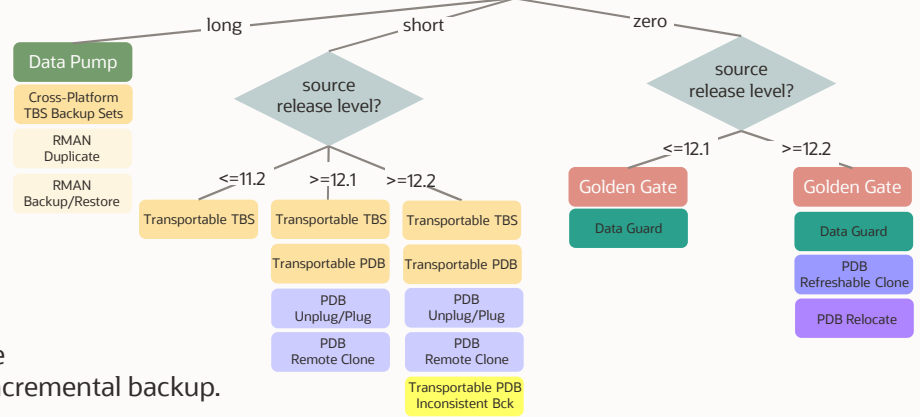 long
short
zero
Data Pump
Cross-Platform
TBS Backup Sets
RMAN
Duplicate
RMAN
Backup/Restore
source
release level?
<=11.2
>=12.1
>=12.2
Transportable TBS
Transportable TBS
Transportable PDB
PDB
Unplug/Plug
PDB
Remote Clone
Transportable TBS
Transportable PDB
PDB
Unplug/Plug
PDB
Remote Clone
Transportable PDB
Inconsistent Bck
source
release level?
<=12.1
>=12.2
Golden Gate
Data Guard
Golden Gate
Data Guard
PDB
Refreshable Clone
PDB Relocate
incremental backup.